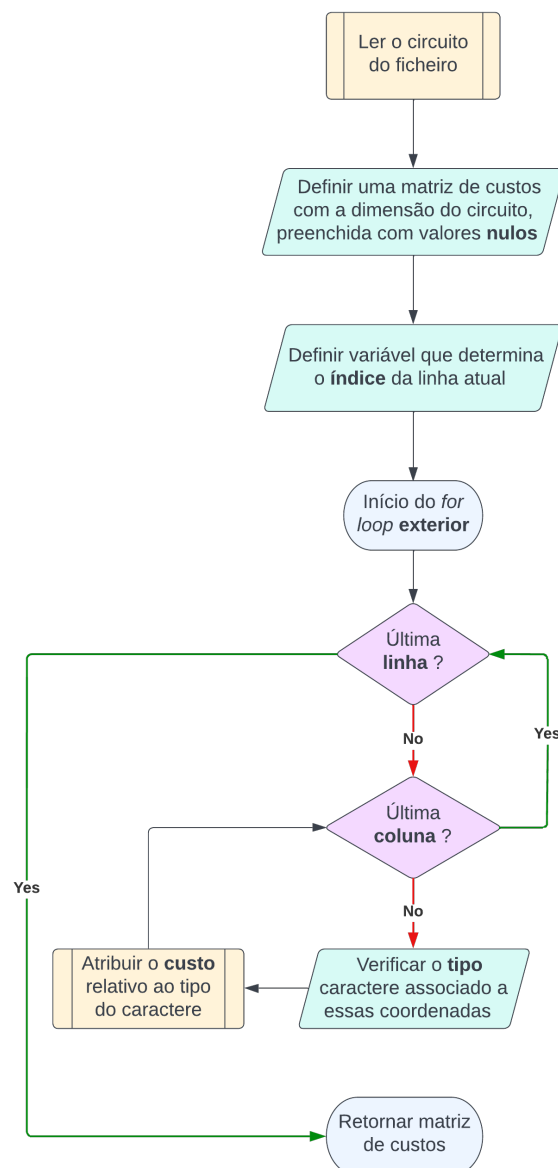 Ler o circuito
do ficheiro
Definir uma matriz de custos
com a dimensão do circuito,
preenchida com valores nulos
Definir variável que determina
o índice da linha atual
Início do for
loop exterior
Última
linha ?
No
Yes
Última
coluna ?
Yes
No
Atribuir o custo
relativo ao tipo
do caractere
Verificar o tipo
caractere associado a
essas coordenadas
Retornar matriz
de custos